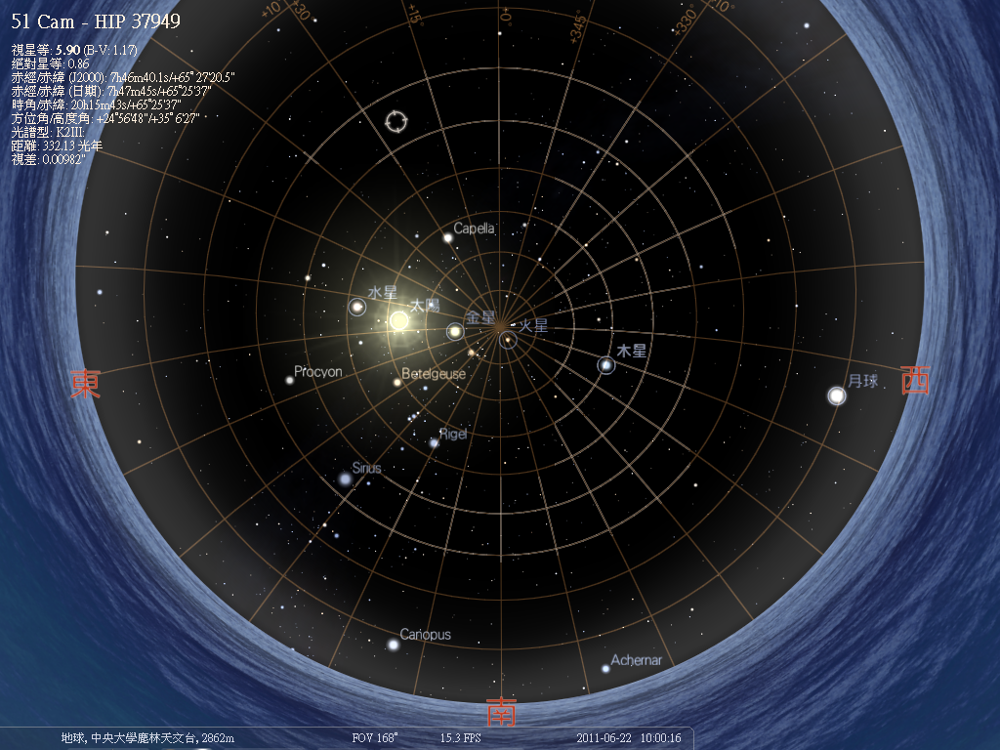 51 Cam - HIP 37949
視星等: 5.90 (B-V: 1.17)
絕對星等: 0.86
赤經/赤緯 (J2000): 7h46m40.1s/+65°27'20.5"
赤經/赤緯 (日期): 7h47m45s/+65°25'37"
時角/赤緯: 20h15m43s/+65°25'37"
方位角/高度角: +24°56'48"/+35°6'27"
光譜型: K2III
距離: 332.13 光年
視差: 0.00982"
+10°
+30°
+15°
+0°
+345°
+330°
+10°
Capella
水星
太陽
金星
火星
木星
月球
東
西
Procyon
Betelgeuse
Rigel
Sirius
Canopus
Achernar
南
地球, 中央大學鹿林天文台, 2862m
FOV 168°
15.3 FPS
2011-06-22 10:00:16